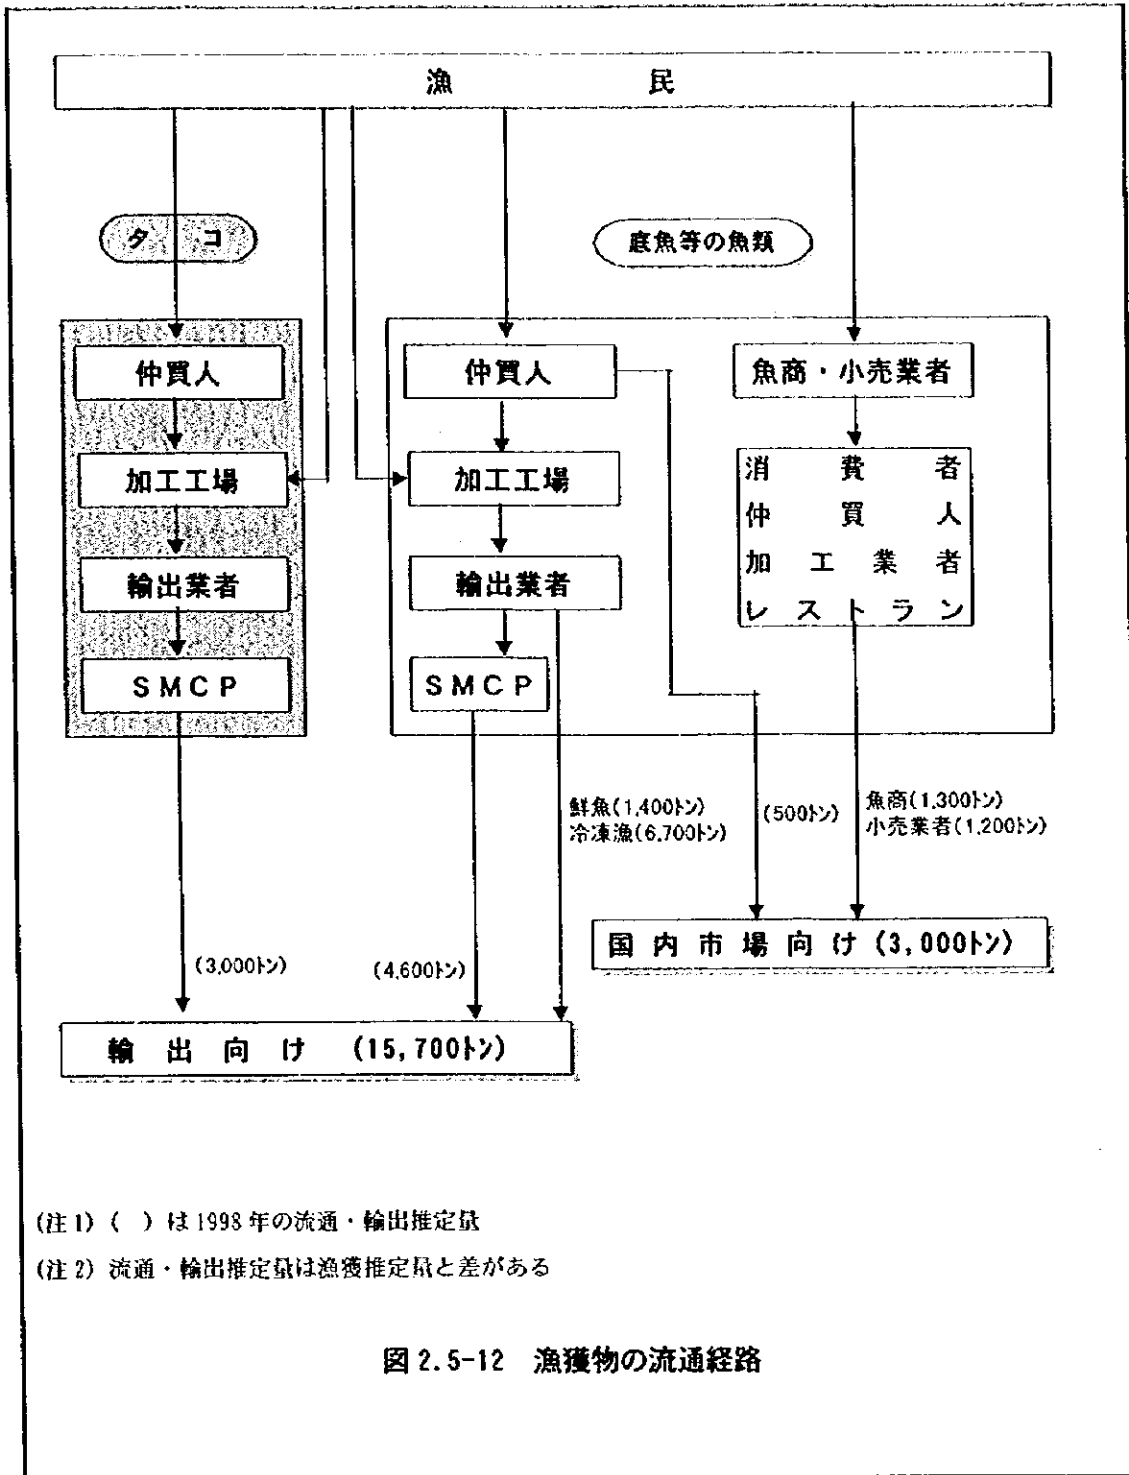 漁民
タコ
底魚等の魚類
仲買人
加工工場
輸出業者
SMCP
仲買人
加工工場
輸出業者
SMCP
魚商・小売業者
消費者
仲買人
加工業者
レストラン
鮮魚(1,400トン)
冷凍漁(6,700トン)
(500トン)
魚商(1,300トン)
小売業者(1,200トン)
国内市場向け(3,000トン)
(3,000トン)
(4,600トン)
輸出向け (15,700トン)
(注1) ( ) は1998年の流通・輸出推定量
(注2) 流通・輸出推定量は漁獲推定量と差がある
図2.5-12 漁獲物の流通経路